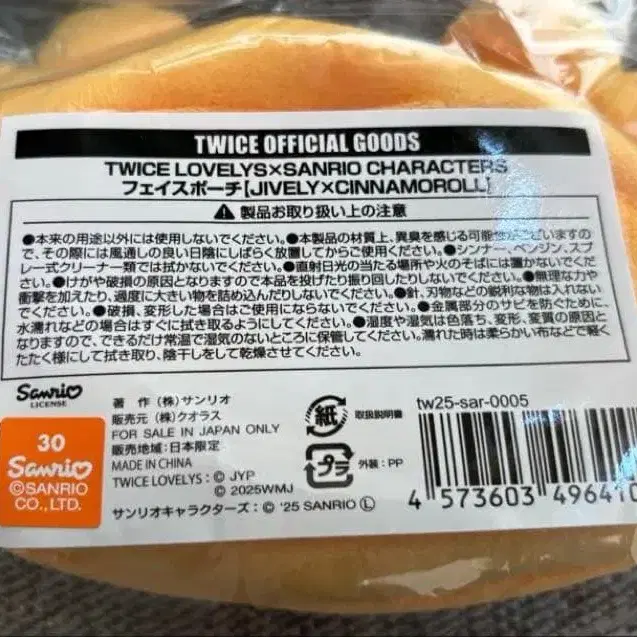 TWICE OFFICIAL GOODS
TWICE LOVELYS×SANRIO CHARACTERS
フェイスポーチ[JIVELY×CINNAMOROLL]
製品お取り扱い上の注意
●本来の用途以外には使用しないでください。●本製品の材質上、異臭を感じる可能性がございますの
で、その際には風通しの良い日陰にしばらく放置してからご使用ください。●シンナー、ベンジン、スプ
レー式クリーナー類では拭かないでください。●直射日光の当たる場所や火のそばには置かないでくだ
さい。●けがや破損の原因となりますので本品を投げたり振り回したりしないでください。●無理な力や
衝撃を加えたり、過度に大きい物を詰め込んだりしないでください。●針、刃物などの鋭利な物は入れない
でください。●破損、変形した場合はご使用にならないでください。●金属部分のサビを防ぐために、
水濡れなどの場合はすぐに拭き取るようにしてください。●湿度や湿気は色落ち、変形、変質の原因と
なりますので、できるだけ常温で湿気のないところに保管してください。濡れた時は柔らかい布などで軽く
たたく様にして拭き取り、陰干しをして乾燥させてください。
Sanrio
LICENSE
30
Sanrio
©SANRIO
CO., LTD.
著作 (株)サンリオ
販売元 (株)クオラス
FOR SALE IN JAPAN ONLY
販売地域:日本限定
MADE IN CHINA
TWICE LOVELYS:© JYP
© 2025WMJ
サンリオキャラクターズ:© '25 SANRIO Ⓛ
紙
取扱説明書
プラ
外装:PP
tw25-sar-0005
4 573603 496410